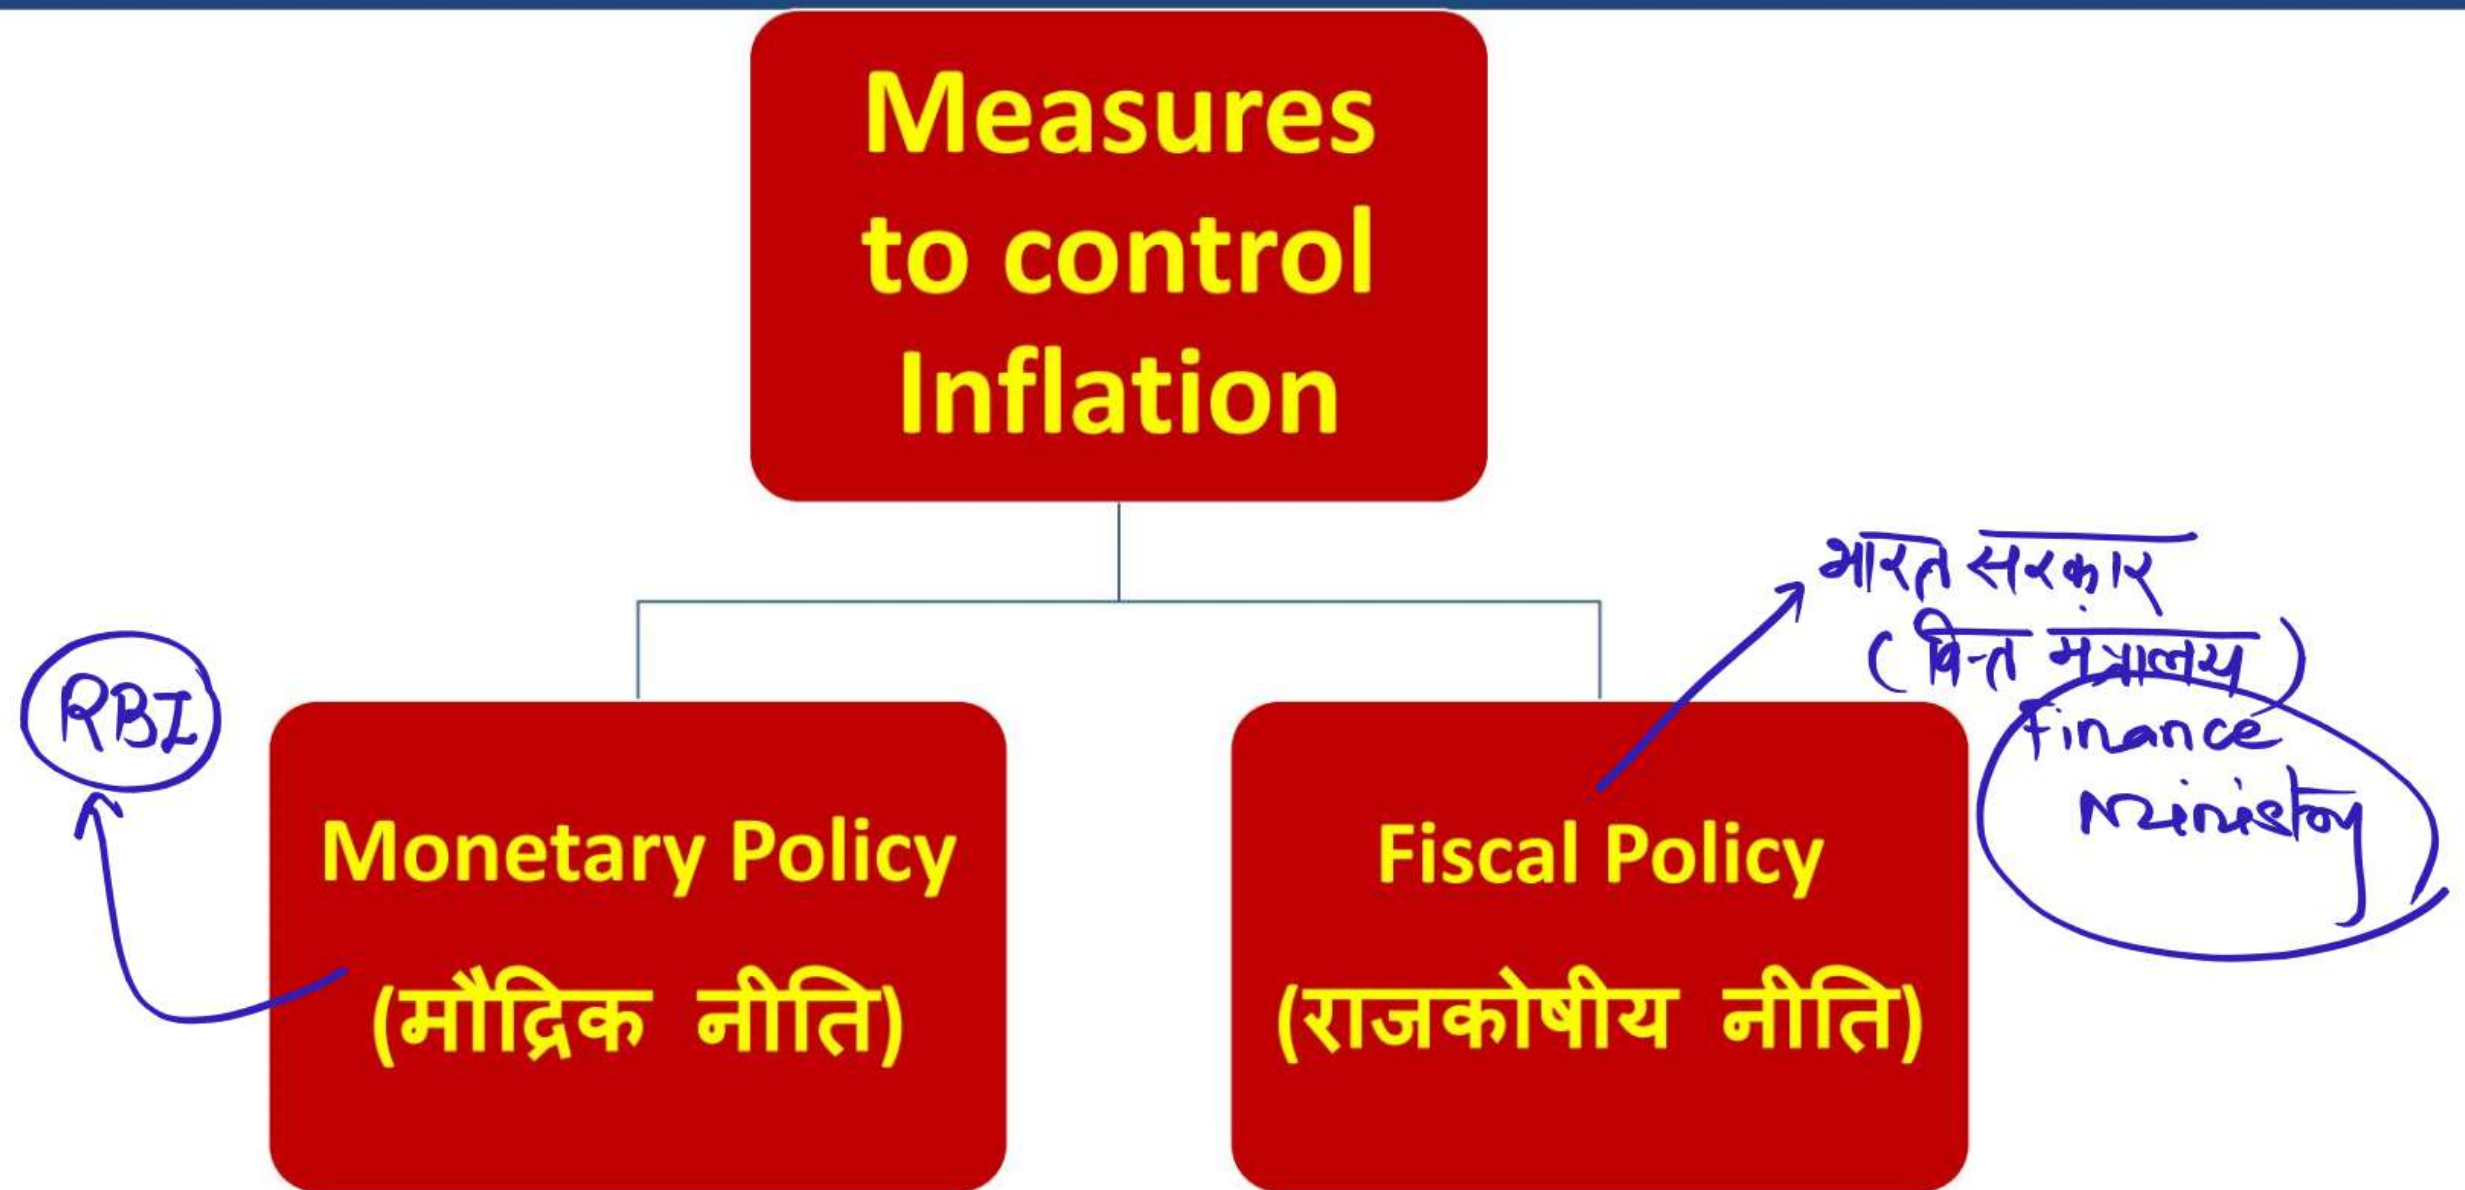 Measures
to control
Inflation
भारत सरकार
(वित्त मंत्रालय)
Finance
Ministry
RBI
Monetary Policy
(मौद्रिक नीति)
Fiscal Policy
(राजकोषीय नीति)